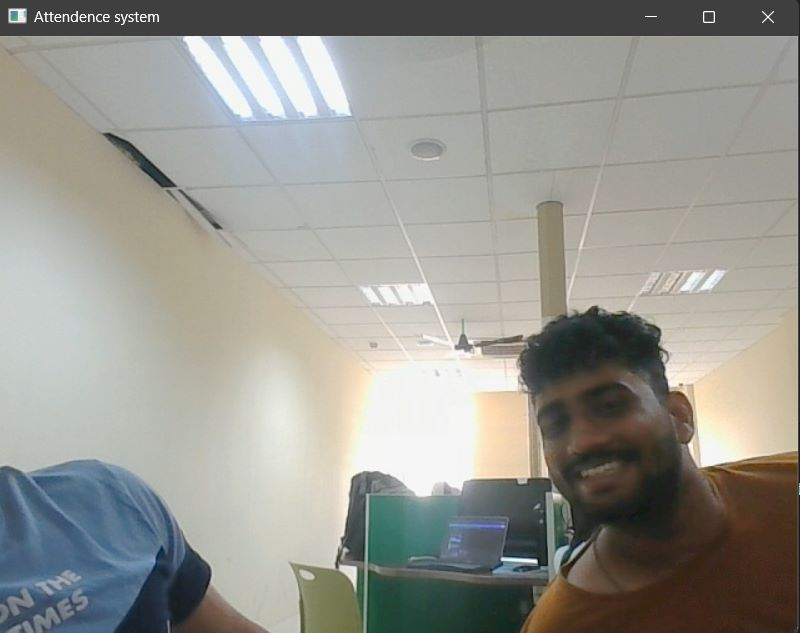 Attendence system
ON THE
TIMES